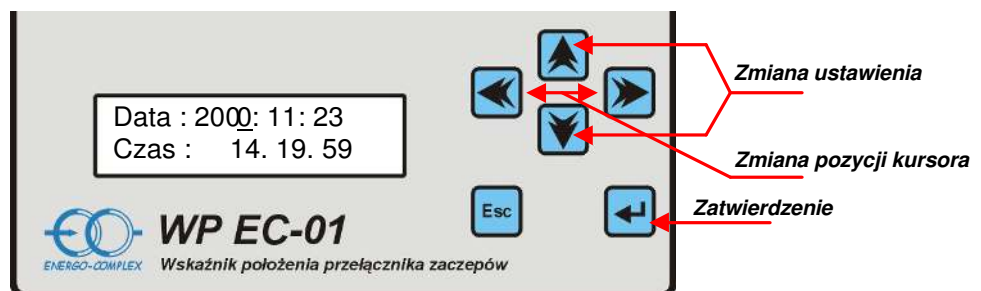 Data : 2000: 11: 23
Czas : 14. 19. 59
Zmiana ustawienia
Zmiana pozycji kursora
Esc
Zatwierdzenie
WP EC-01
ENERGO-COMPLEX
Wskaźnik położenia przełącznika zaczepów